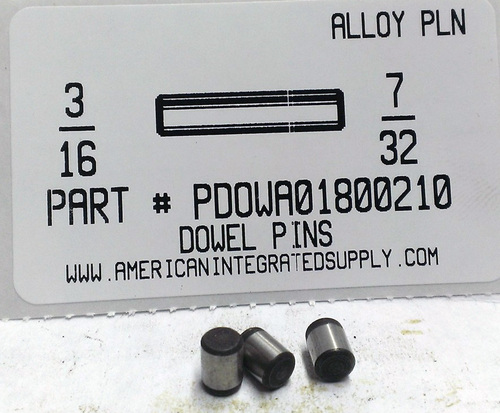 ALLOY PLN
3/16 7/32
PART # PDOWA01800210
DOWEL PINS
WWW.AMERICANINTEGRATEDSUPPLY.COM